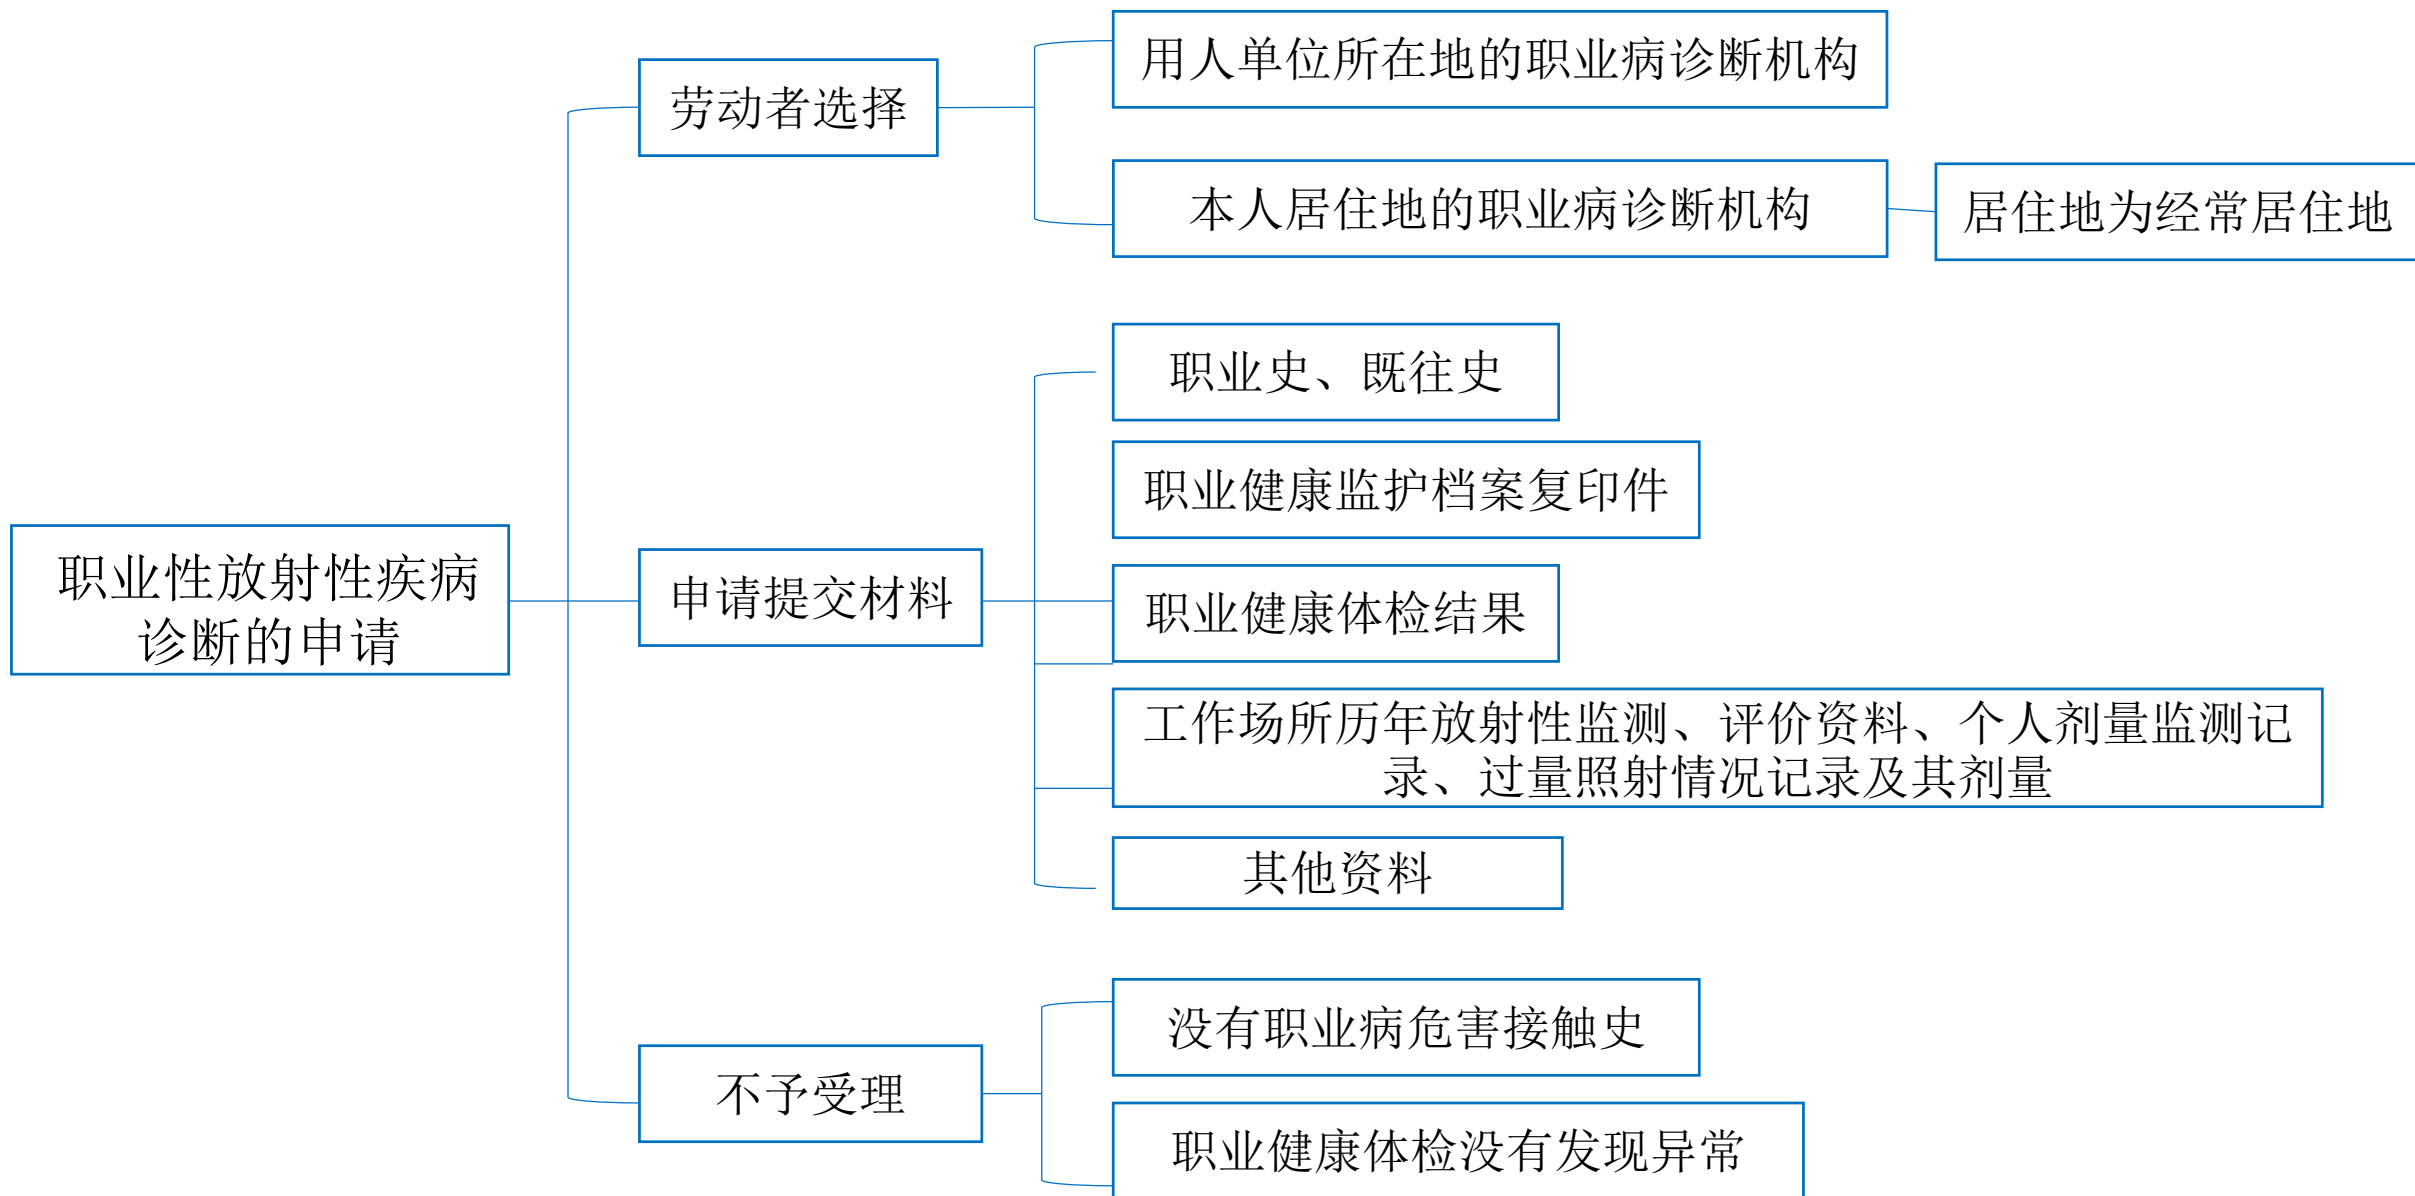 用人单位所在地的职业病诊断机构
劳动者选择
本人居住地的职业病诊断机构
居住地为经常居住地
职业史、既往史
职业健康监护档案复印件
职业性放射性疾病
诊断的申请
申请提交材料
职业健康体检结果
工作场所历年放射性监测、评价资料、个人剂量监测记
录、过量照射情况记录及其剂量
其他资料
没有职业病危害接触史
不予受理
职业健康体检没有发现异常